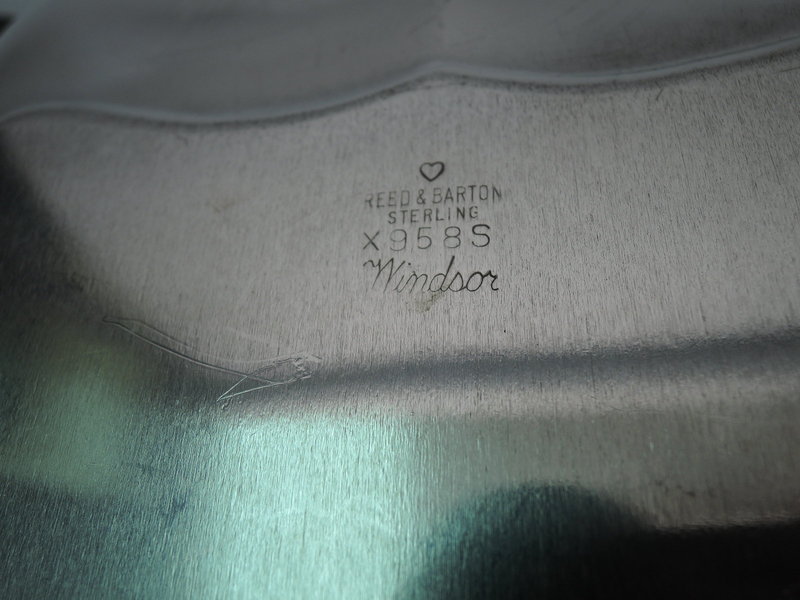 REED & BARTON
STERLING
X958S
Windsor